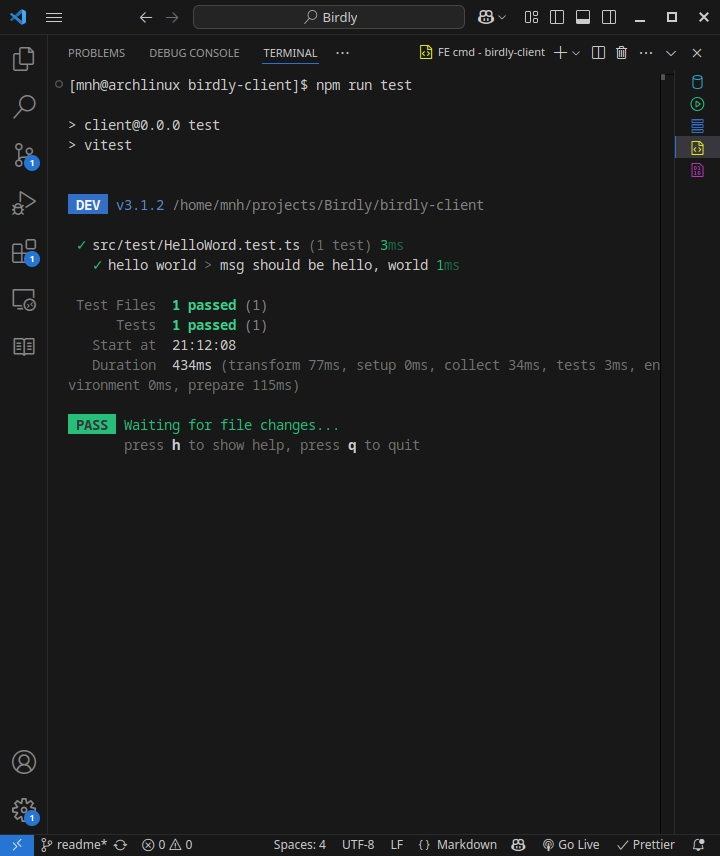 Birdly
PROBLEMS DEBUG CONSOLE TERMINAL ··· FE cmd - birdly-client
[mnh@archlinux birdly-client]$ npm run test
> client@0.0.0 test
> vitest
DEV v3.1.2 /home/mnh/projects/Birdly/birdly-client
✓ src/test/HelloWord.test.ts (1 test) 3ms
✓ hello world > msg should be hello, world 1ms
Test Files 1 passed (1)
Tests 1 passed (1)
Start at 21:12:08
Duration 434ms (transform 77ms, setup 0ms, collect 34ms, tests 3ms, en
vironment 0ms, prepare 115ms)
PASS Waiting for file changes...
press h to show help, press q to quit
1
1
1
readme* 0 0 Spaces: 4 UTF-8 LF {} Markdown Go Live ✓ Prettier